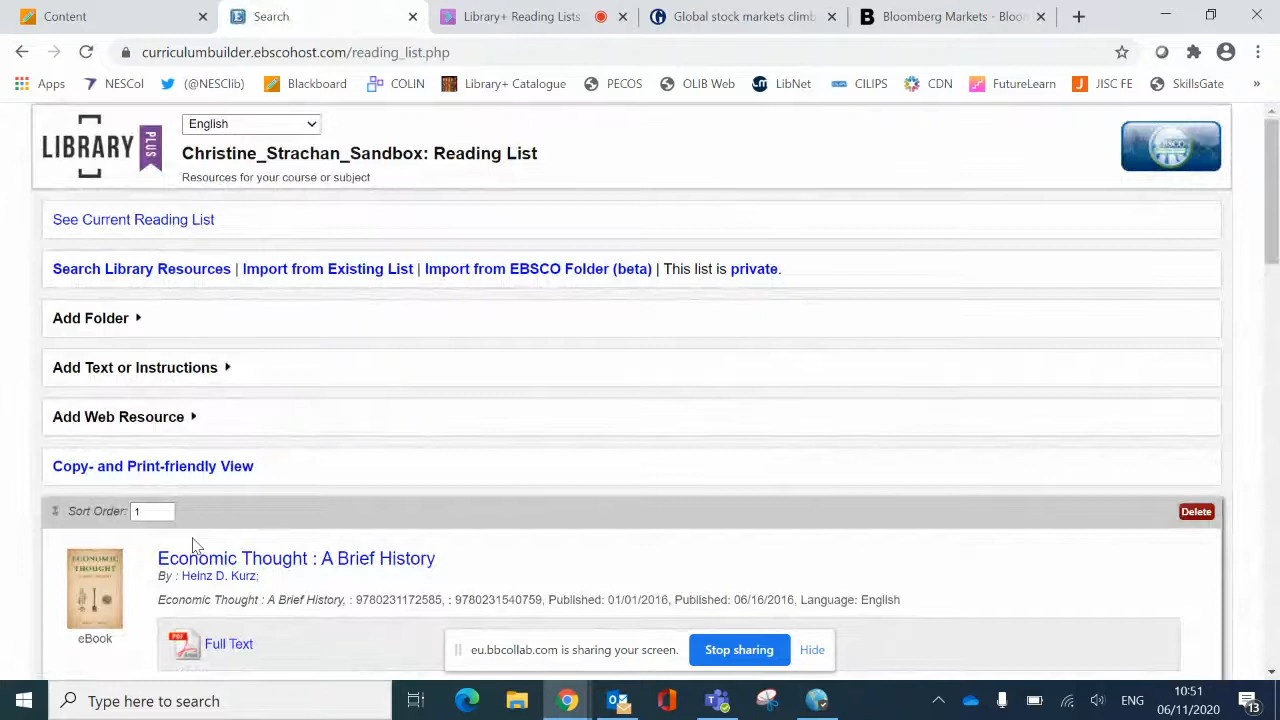 Content
Search
Library+ Reading Lists
Global stock markets climb
Bloomberg Markets - Bloom
curriculumbuilder.ebscohost.com/reading_list.php
Apps
NESCol
(@NESClib)
Blackboard
COLIN
Library+ Catalogue
PECOS
OLIB Web
LibNet
CILIPS
CDN
FutureLearn
JISC FE
SkillsGate
LIBRARY PLUS
English
Christine_Strachan_Sandbox: Reading List
Resources for your course or subject
See Current Reading List
Search Library Resources | Import from Existing List | Import from EBSCO Folder (beta) | This list is private.
Add Folder
Add Text or Instructions
Add Web Resource
Copy- and Print-friendly View
Sort Order: 1
Delete
ECONOMIC
THOUGHT
Economic Thought : A Brief History
By : Heinz D. Kurz;
Economic Thought : A Brief History, : 9780231172585, : 9780231540759, Published: 01/01/2016, Published: 06/16/2016, Language: English
eBook
PDF
Full Text
eu.bbcollab.com is sharing your screen.
Stop sharing
Hide
Type here to search
ENG
10:51
06/11/2020
13